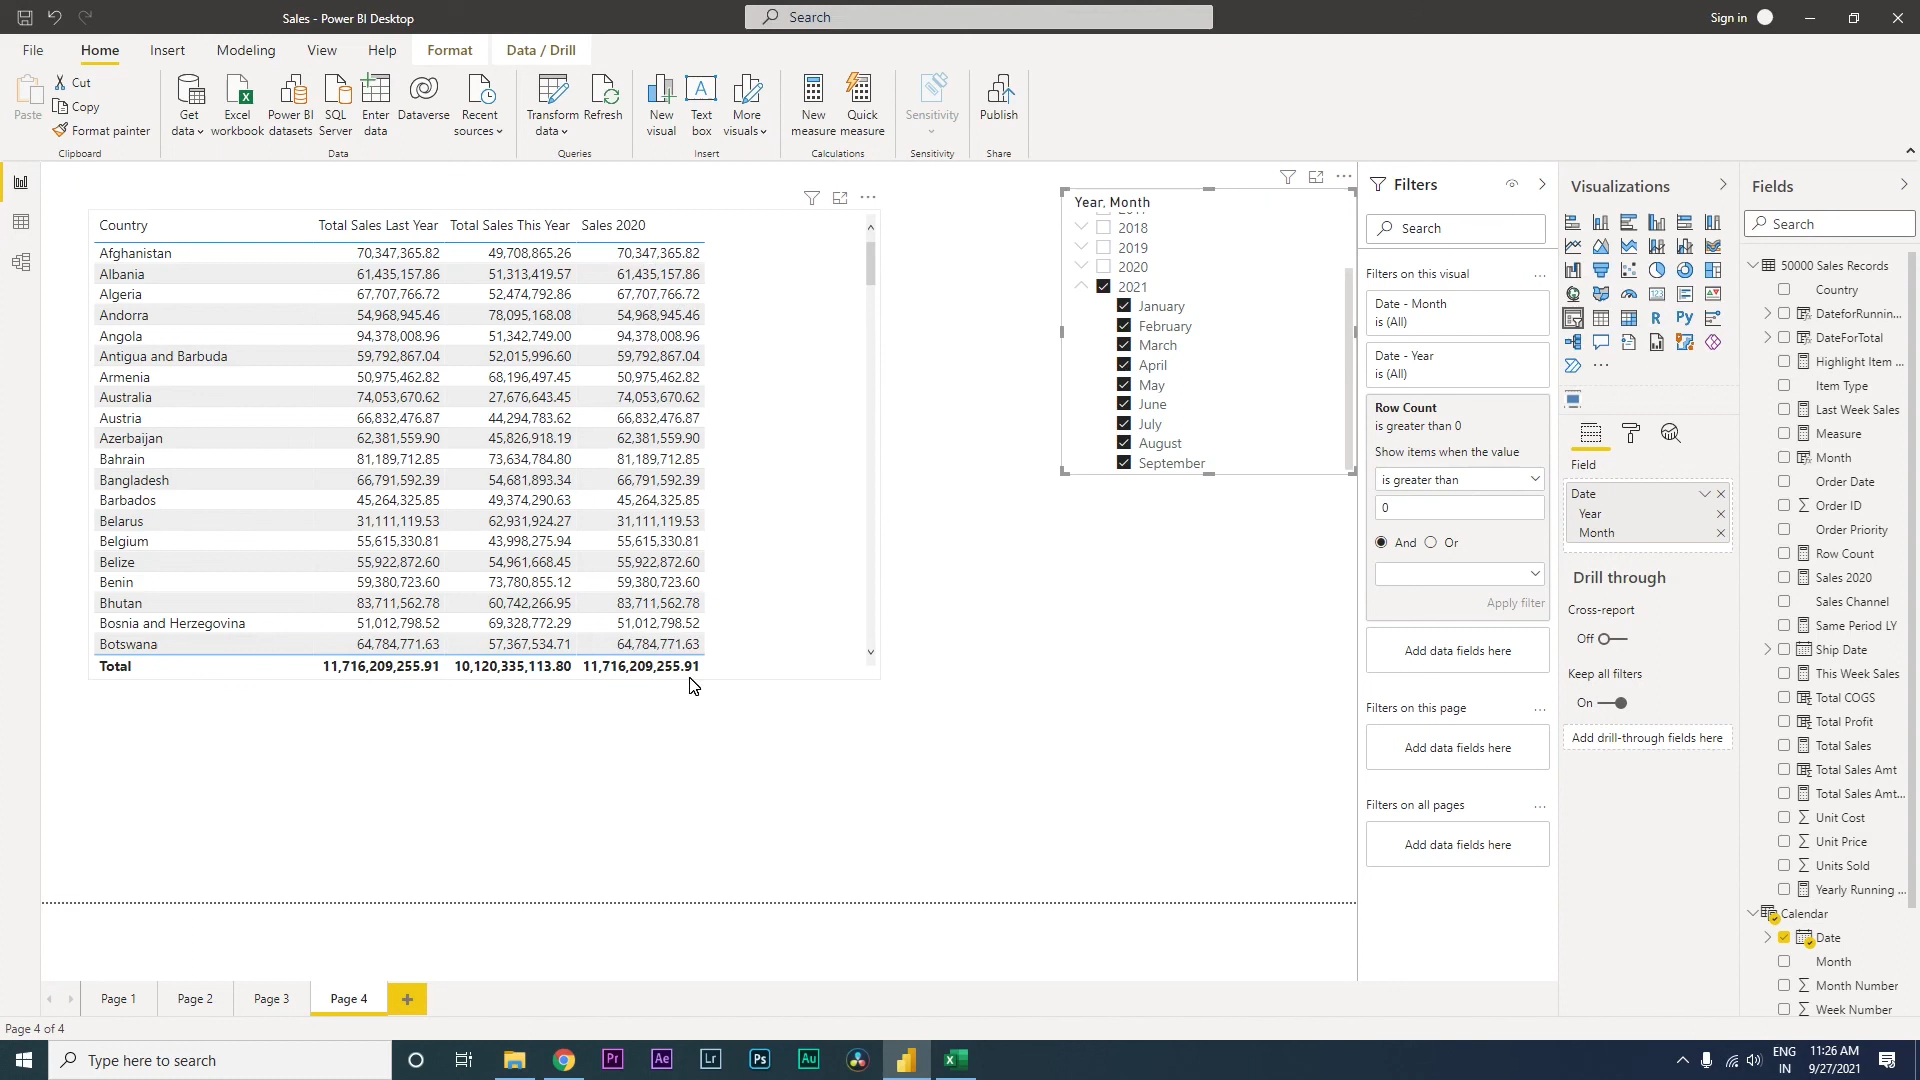 Sales - Power BI Desktop
Search
Sign in
File
Home
Insert
Modeling
View
Help
Format
Data / Drill
Paste
Cut
Copy
Format painter
Clipboard
Get data
Excel workbook
Power BI datasets
SQL Server
Enter data
Dataverse
Recent sources
Data
Transform data
Refresh
Queries
New visual
Text box
More visuals
Insert
New measure
Quick measure
Calculations
Sensitivity
Sensitivity
Publish
Share
Country Total Sales Last Year Total Sales This Year Sales 2020
Afghanistan 70,347,365.82 49,708,865.26 70,347,365.82
Albania 61,435,157.86 51,313,419.57 61,435,157.86
Algeria 67,707,766.72 52,474,792.86 67,707,766.72
Andorra 54,968,945.46 78,095,168.08 54,968,945.46
Angola 94,378,008.96 51,342,749.00 94,378,008.96
Antigua and Barbuda 59,792,867.04 52,015,996.60 59,792,867.04
Armenia 50,975,462.82 68,196,497.45 50,975,462.82
Australia 74,053,670.62 27,676,643.45 74,053,670.62
Austria 66,832,476.87 44,294,783.62 66,832,476.87
Azerbaijan 62,381,559.90 45,826,918.19 62,381,559.90
Bahrain 81,189,712.85 73,634,784.80 81,189,712.85
Bangladesh 66,791,592.39 54,681,893.34 66,791,592.39
Barbados 45,264,325.85 49,374,290.63 45,264,325.85
Belarus 31,111,119.53 62,931,924.27 31,111,119.53
Belgium 55,615,330.81 43,998,275.94 55,615,330.81
Belize 55,922,872.60 54,961,668.45 55,922,872.60
Benin 59,380,723.60 73,780,855.12 59,380,723.60
Bhutan 83,711,562.78 60,742,266.95 83,711,562.78
Bosnia and Herzegovina 51,012,798.52 69,328,772.29 51,012,798.52
Botswana 64,784,771.63 57,367,534.71 64,784,771.63
Total 11,716,209,255.91 10,120,335,113.80 11,716,209,255.91
Year, Month
2018
2019
2020
2021
January
February
March
April
May
June
July
August
September
Filters
Search
Filters on this visual
Date - Month
is (All)
Date - Year
is (All)
Row Count
is greater than 0
Show items when the value
is greater than
0
And Or
Apply filter
Add data fields here
Filters on this page
Add data fields here
Filters on all pages
Add data fields here
Visualizations
R
Py
Field
Date
Year
Month
Drill through
Cross-report
Off
Keep all filters
On
Add drill-through fields here
Fields
Search
50000 Sales Records
Country
DateforRunnin...
DateForTotal
Highlight Item ...
Item Type
Last Week Sales
Measure
Month
Order Date
Order ID
Order Priority
Row Count
Sales 2020
Sales Channel
Same Period LY
Ship Date
This Week Sales
Total COGS
Total Profit
Total Sales
Total Sales Amt
Total Sales Amt...
Unit Cost
Unit Price
Units Sold
Yearly Running ...
Calendar
Date
Month
Month Number
Week Number
Page 1
Page 2
Page 3
Page 4
Page 4 of 4
Type here to search
Pr
Ae
Lr
Ps
Au
ENG
IN
11:26 AM
9/27/2021